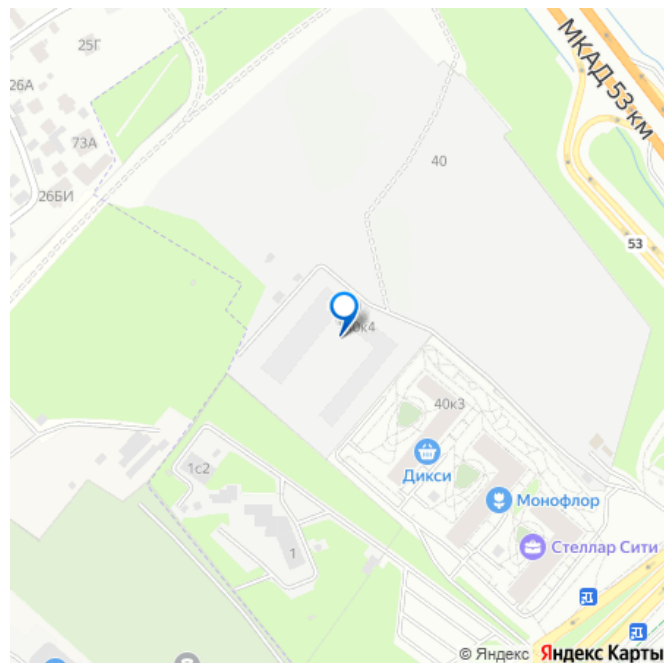 25Г
26А
МКАД 53 км
73А
40
26БИ
53
40к4
40к3
Дикси
1с2
Монофлор
Стеллар Сити
1
© Яндекс Яндекс Карты